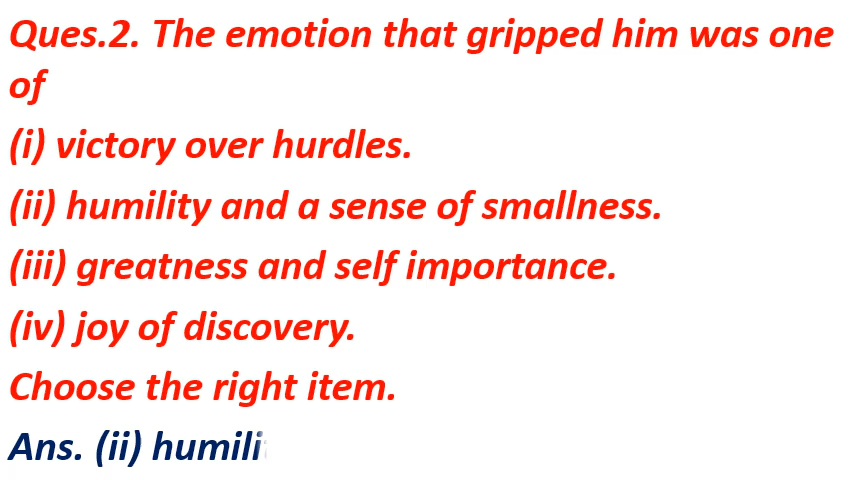 Ques.2. The emotion that gripped him was one
of
(i) victory over hurdles.
(ii) humility and a sense of smallness.
(iii) greatness and self importance.
(iv) joy of discovery.
Choose the right item.
Ans. (ii) humili